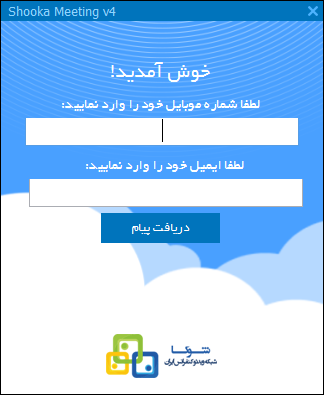 Shooka Meeting v4
خوش آمدید!
لطفا شماره موبایل خود را وارد نمایید:
لطفا ایمیل خود را وارد نمایید:
دریافت پیام
شوکا
شبکه ویدئو کنفرانس ایران